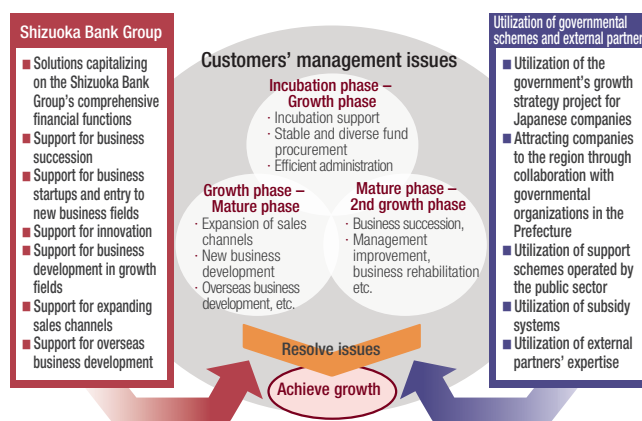 Shizuoka Bank Group
■ Solutions capitalizing
on the Shizuoka Bank
Group's comprehensive
financial functions
■ Support for business
succession
■ Support for business
startups and entry to
new business fields
■ Support for innovation
■ Support for business
development in growth
fields
■ Support for expanding
sales channels
■ Support for overseas
business development
Customers' management issues
Incubation phase –
Growth phase
· Incubation support
· Stable and diverse fund
procurement
· Efficient administration
Growth phase –
Mature phase
· Expansion of sales
channels
· New business
development
· Overseas business
development, etc.
Mature phase –
2nd growth phase
· Business succession,
· Management
improvement,
business rehabilitation
etc.
Resolve issues
Achieve growth
Utilization of governmental
schemes and external partner
■ Utilization of the
government's growth
strategy project for
Japanese companies
■ Attracting companies
to the region through
collaboration with
governmental
organizations in the
Prefecture
■ Utilization of support
schemes operated by
the public sector
■ Utilization of subsidy
systems
■ Utilization of external
partners' expertise